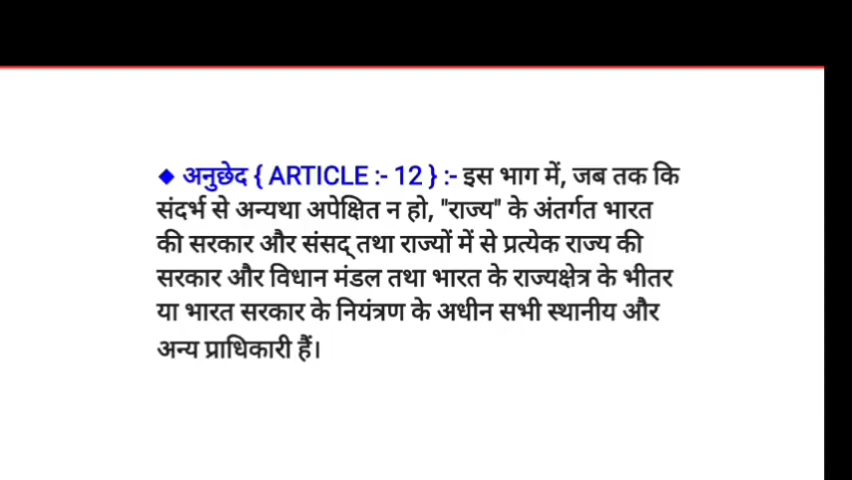 ◆ अनुछेद { ARTICLE :- 12 } :- इस भाग में, जब तक कि
संदर्भ से अन्यथा अपेक्षित न हो, "राज्य" के अंतर्गत भारत
की सरकार और संसद् तथा राज्यों में से प्रत्येक राज्य की
सरकार और विधान मंडल तथा भारत के राज्यक्षेत्र के भीतर
या भारत सरकार के नियंत्रण के अधीन सभी स्थानीय और
अन्य प्राधिकारी हैं।